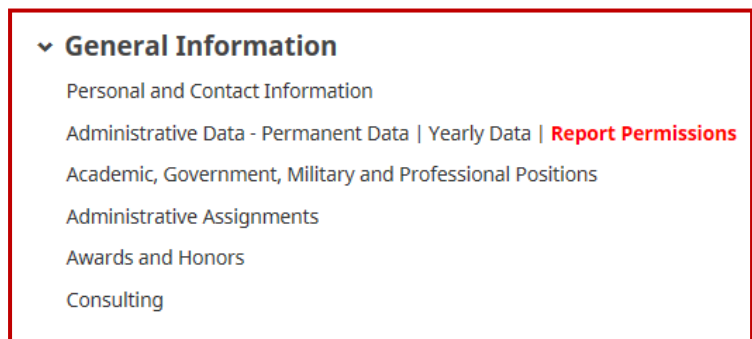 General Information
Personal and Contact Information
Administrative Data - Permanent Data | Yearly Data | Report Permissions
Academic, Government, Military and Professional Positions
Administrative Assignments
Awards and Honors
Consulting